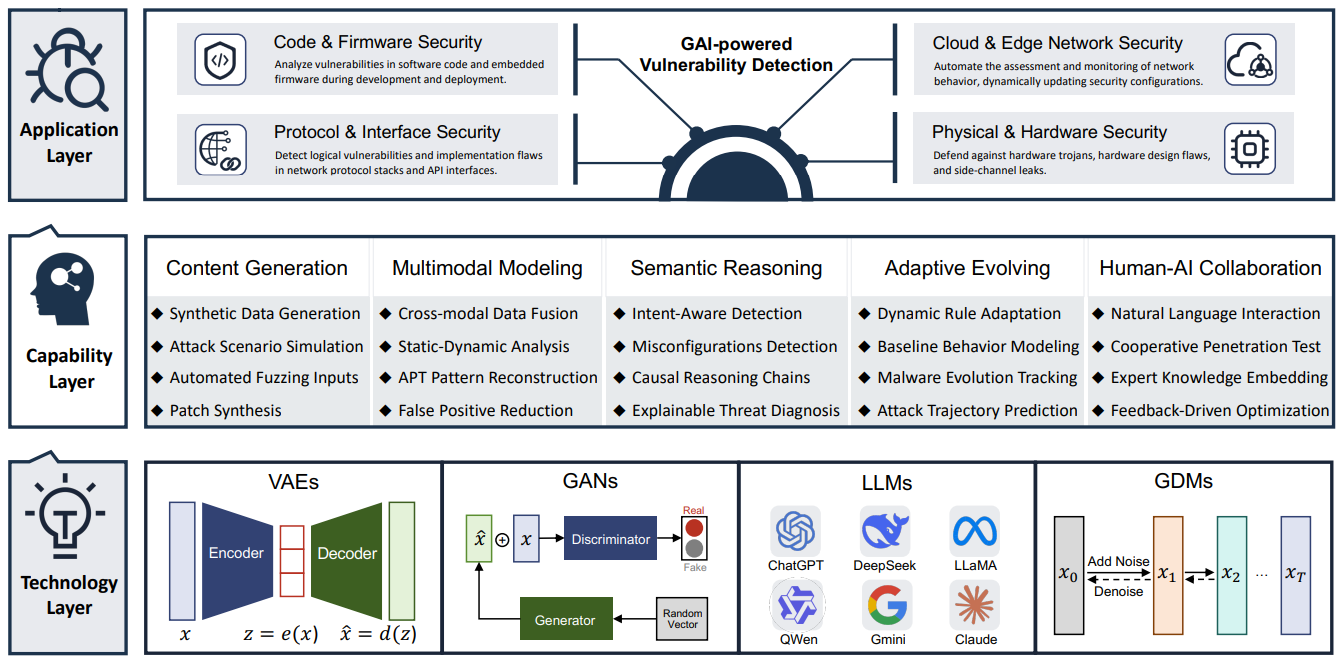 Application
Layer
Code & Firmware Security
Analyze vulnerabilities in software code and embedded
firmware during development and deployment.
Protocol & Interface Security
Detect logical vulnerabilities and implementation flaws
in network protocol stacks and API interfaces.
GAI-powered
Vulnerability Detection
Cloud & Edge Network Security
Automate the assessment and monitoring of network
behavior, dynamically updating security configurations.
Physical & Hardware Security
Defend against hardware trojans, hardware design flaws,
and side-channel leaks.
Capability
Layer
Content Generation
◆ Synthetic Data Generation
◆ Attack Scenario Simulation
◆ Automated Fuzzing Inputs
◆ Patch Synthesis
Multimodal Modeling
◆ Cross-modal Data Fusion
◆ Static-Dynamic Analysis
◆ APT Pattern Reconstruction
◆ False Positive Reduction
Semantic Reasoning
◆ Intent-Aware Detection
◆ Misconfigurations Detection
◆ Causal Reasoning Chains
◆ Explainable Threat Diagnosis
Adaptive Evolving
◆ Dynamic Rule Adaptation
◆ Baseline Behavior Modeling
◆ Malware Evolution Tracking
◆ Attack Trajectory Prediction
Human-AI Collaboration
◆ Natural Language Interaction
◆ Cooperative Penetration Test
◆ Expert Knowledge Embedding
◆ Feedback-Driven Optimization
Technology
Layer
VAEs
Encoder
Decoder
x
z = e(x)
x̂ = d(z)
GANs
x̂
⊕
x
Discriminator
Real
Fake
Generator
Random
Vector
LLMs
ChatGPT
DeepSeek
LLaMA
QWen
Gmini
Claude
GDMs
x₀
Add Noise
Denoise
x₁
x₂
...
x_T